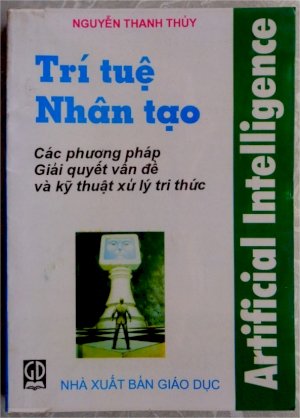 NGUYỄN THANH THỦY
Trí tuệ
Nhân tạo
Các phương pháp
Giải quyết vấn đề
và kỹ thuật xử lý tri thức
Artificial Intelligence
GD
NHÀ XUẤT BẢN GIÁO DỤC